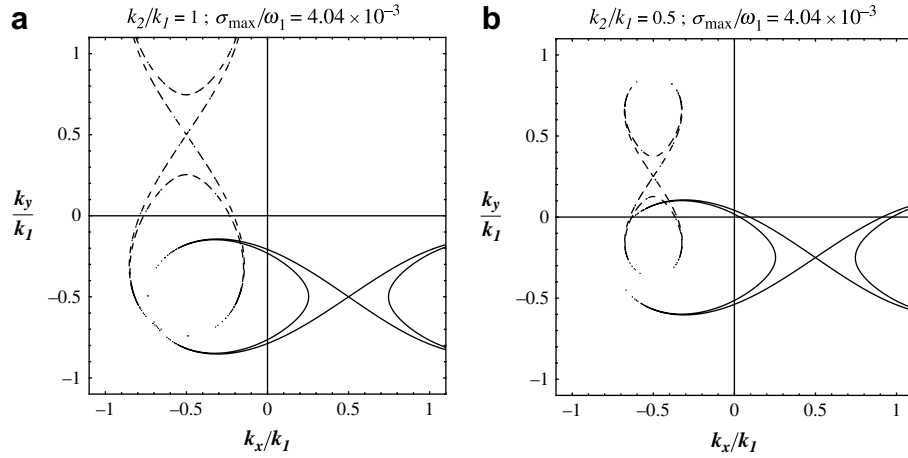 a
k₂/k₁ = 1 ; σmax/ω₁ = 4.04 × 10⁻³
1
0.5
ky/k₁
0
−0.5
−1
−1 −0.5 0 0.5 1
kx/k₁
b
k₂/k₁ = 0.5 ; σmax/ω₁ = 4.04 × 10⁻³
1
0.5
ky/k₁
0
−0.5
−1
−1 −0.5 0 0.5 1
kx/k₁